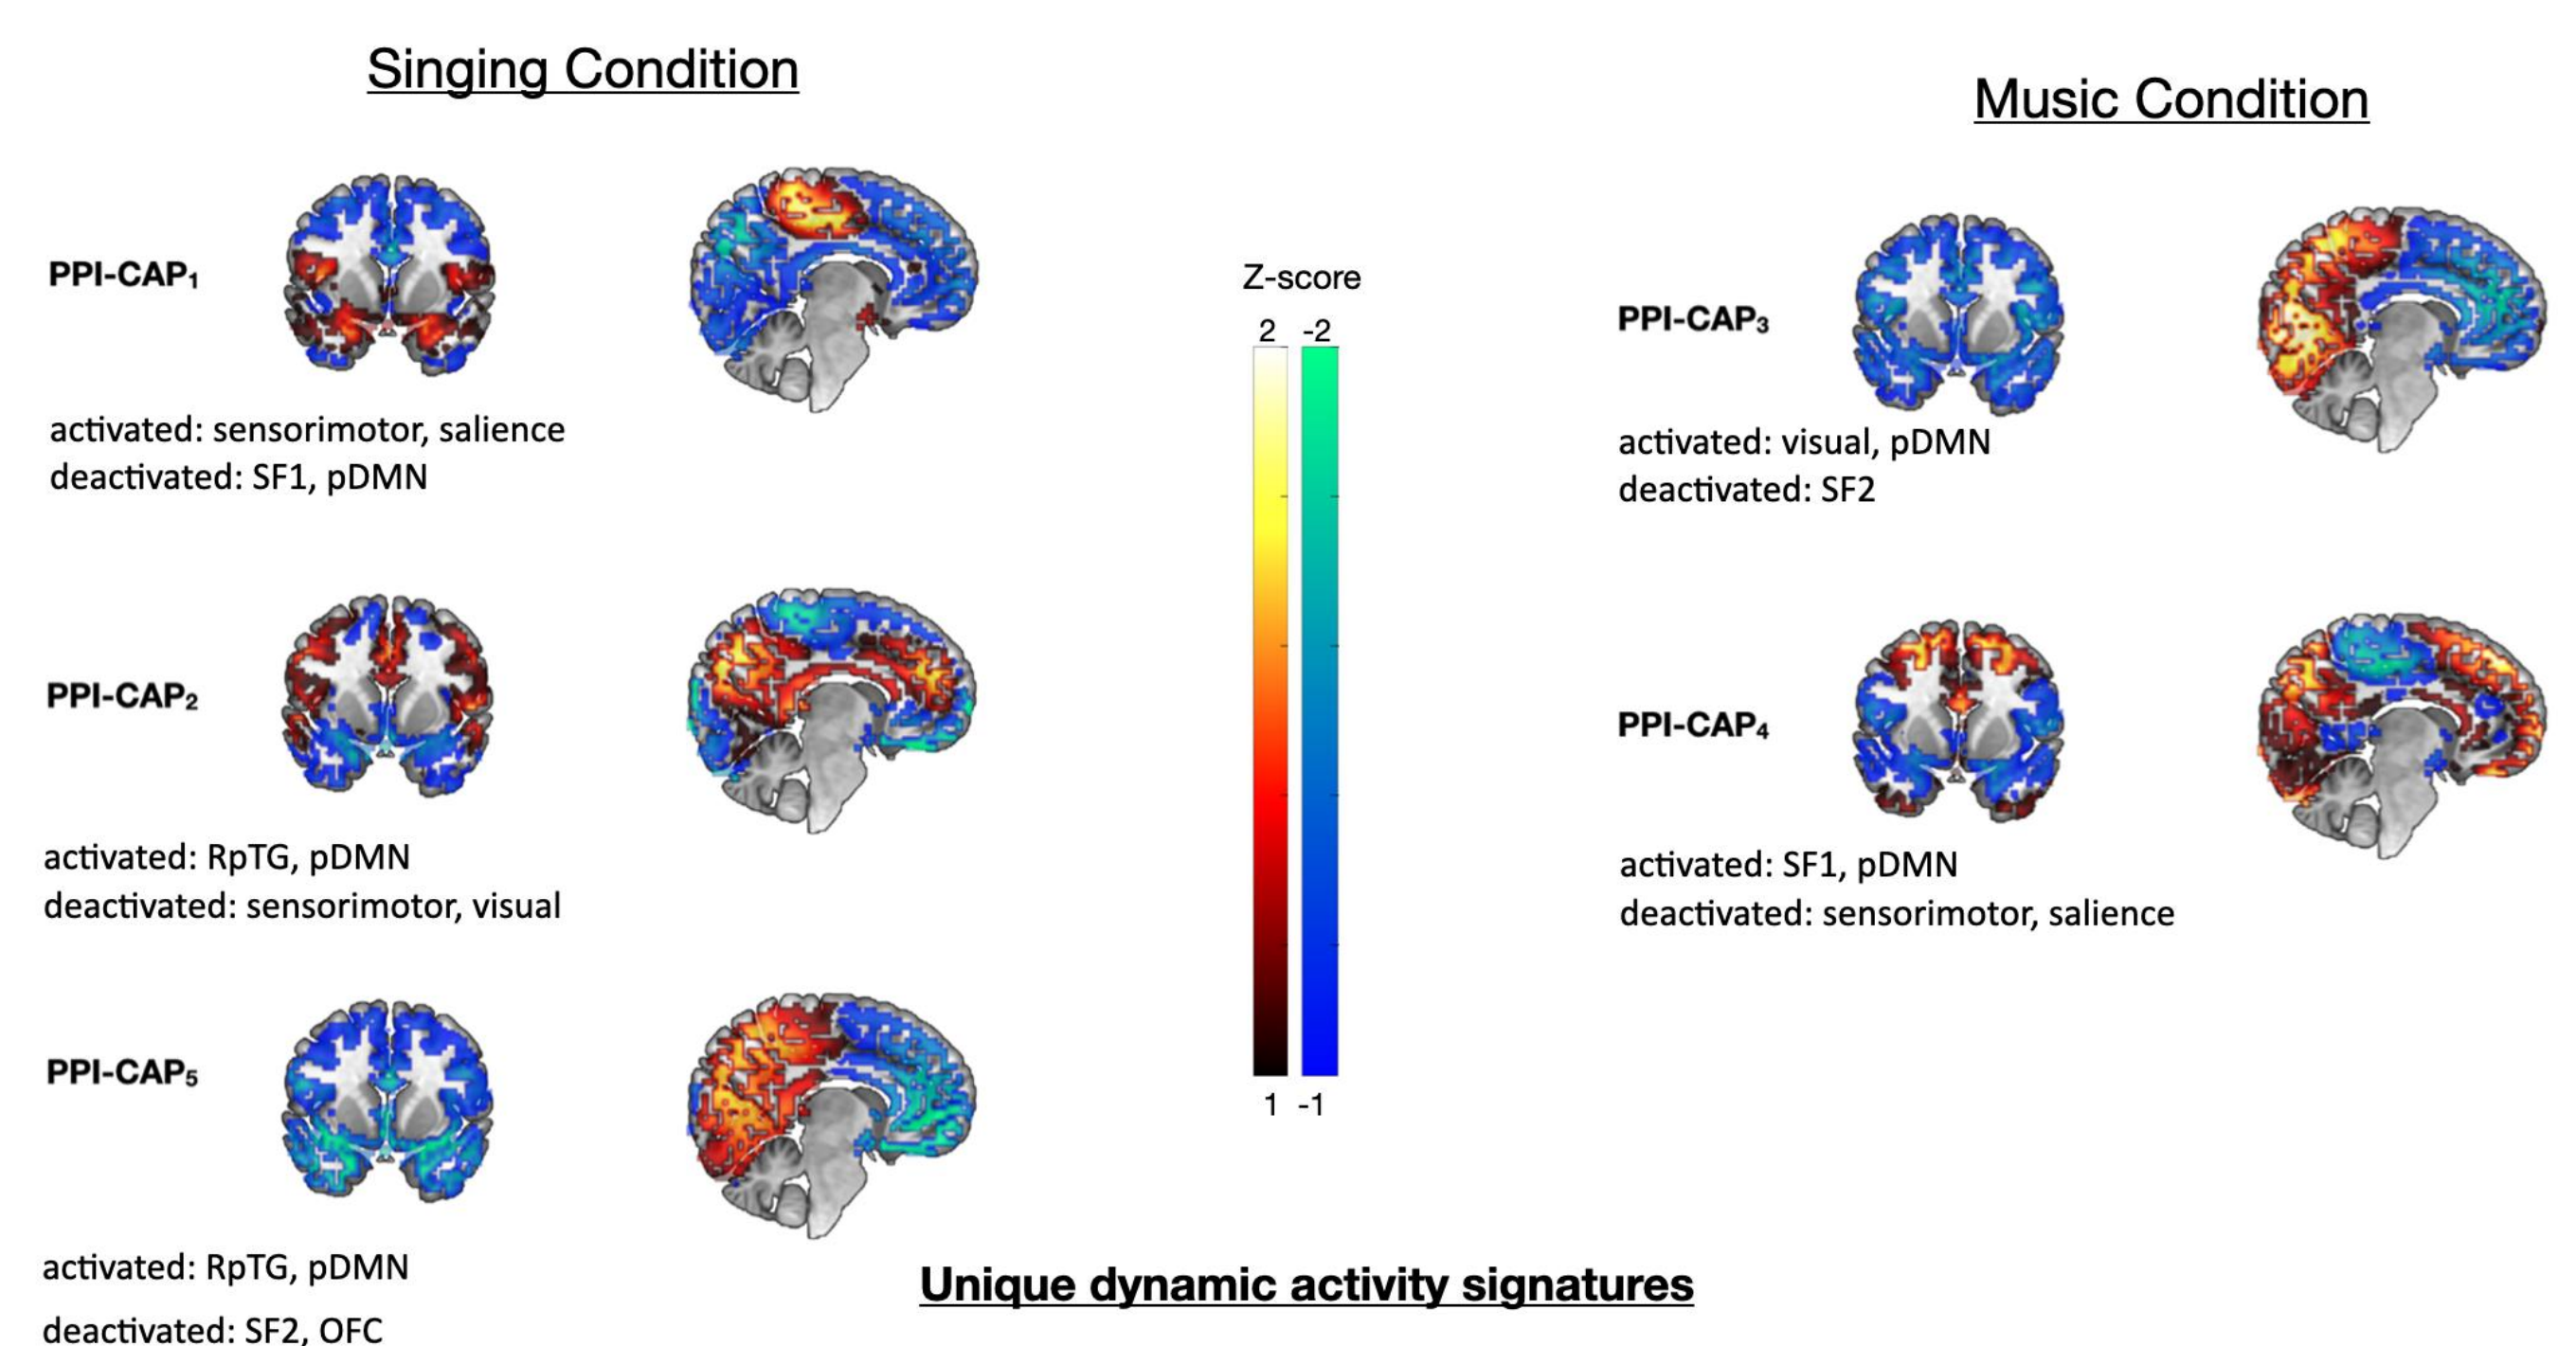 Singing Condition
PPI-CAP₁
activated: sensorimotor, salience
deactivated: SF1, pDMN
PPI-CAP₂
activated: RpTG, pDMN
deactivated: sensorimotor, visual
PPI-CAP₅
activated: RpTG, pDMN
deactivated: SF2, OFC
Z-score
2 -2
1 -1
Music Condition
PPI-CAP₃
activated: visual, pDMN
deactivated: SF2
PPI-CAP₄
activated: SF1, pDMN
deactivated: sensorimotor, salience
Unique dynamic activity signatures